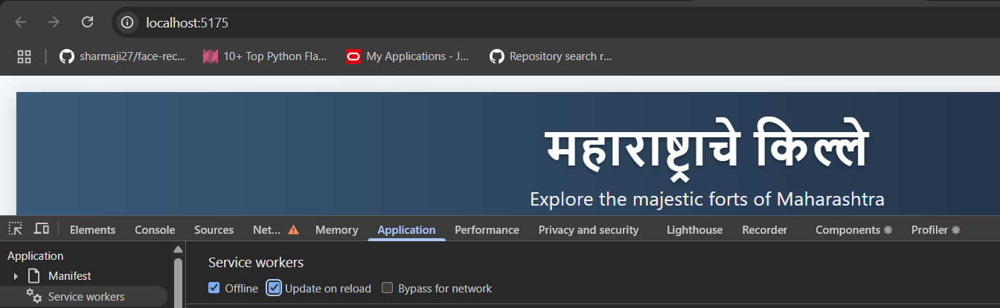 localhost:5175
sharmaji27/face-rec...
10+ Top Python Fla...
My Applications - J...
Repository search r...
महाराष्ट्राचे किल्ले
Explore the majestic forts of Maharashtra
Elements Console Sources Net... Memory Application Performance Privacy and security Lighthouse Recorder Components Profiler
Application
Manifest
Service workers
Service workers
Offline Update on reload Bypass for network